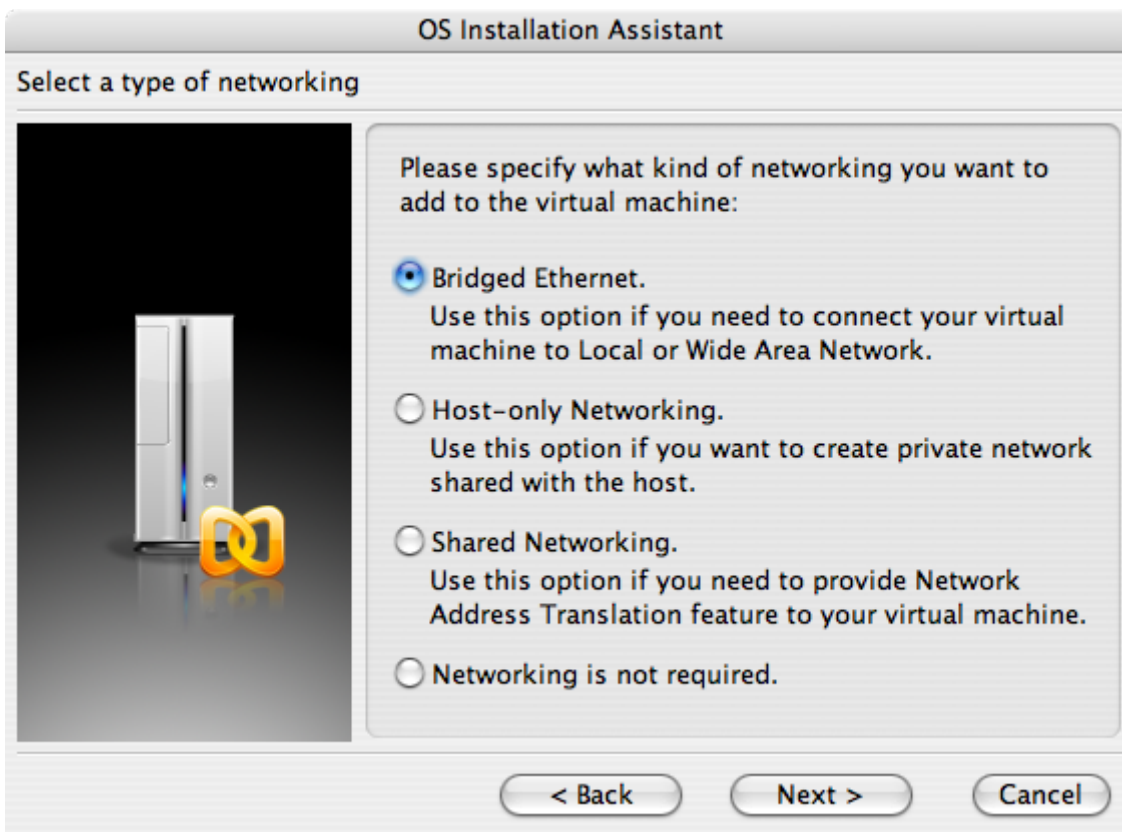 OS Installation Assistant
Select a type of networking
Please specify what kind of networking you want to
add to the virtual machine:
Bridged Ethernet.
Use this option if you need to connect your virtual
machine to Local or Wide Area Network.
Host-only Networking.
Use this option if you want to create private network
shared with the host.
Shared Networking.
Use this option if you need to provide Network
Address Translation feature to your virtual machine.
Networking is not required.
< Back
Next >
Cancel